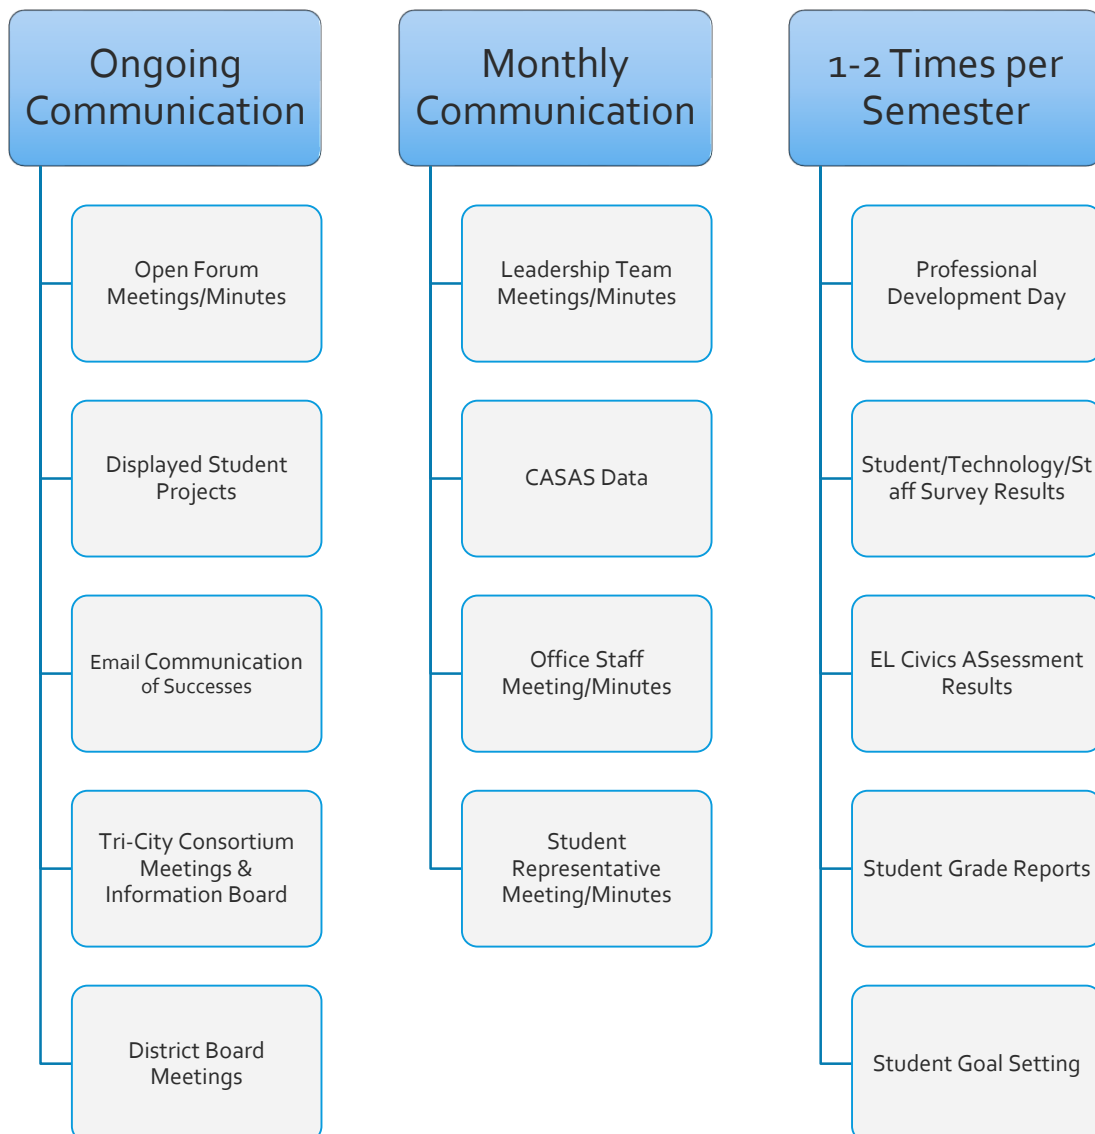 Ongoing
Communication
Open Forum
Meetings/Minutes
Displayed Student
Projects
Email Communication
of Successes
Tri-City Consortium
Meetings &
Information Board
District Board
Meetings
Monthly
Communication
Leadership Team
Meetings/Minutes
CASAS Data
Office Staff
Meeting/Minutes
Student
Representative
Meeting/Minutes
1-2 Times per
Semester
Professional
Development Day
Student/Technology/St
aff Survey Results
EL Civics ASsessment
Results
Student Grade Reports
Student Goal Setting